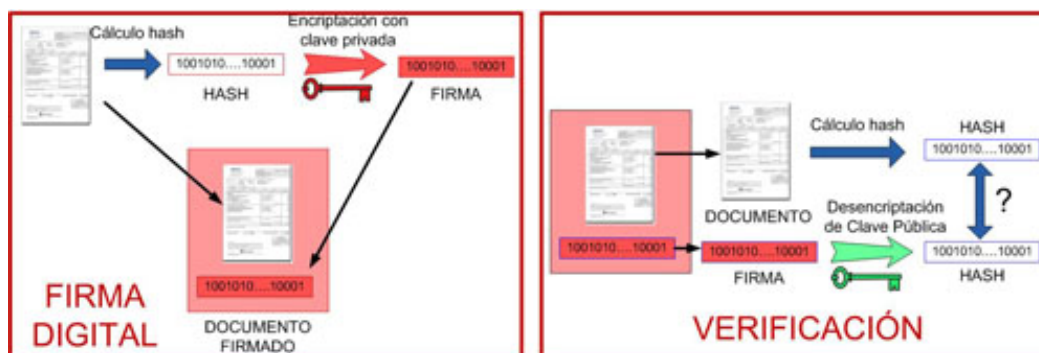 Cálculo hash
Encriptación con
clave privada
1001010....10001
HASH
1001010....10001
FIRMA
1001010....10001
DOCUMENTO
FIRMADO
FIRMA
DIGITAL
Cálculo hash
HASH
1001010....10001
DOCUMENTO
?
Desencriptación
de Clave Pública
1001010....10001
1001010....10001
FIRMA
1001010....10001
HASH
VERIFICACIÓN